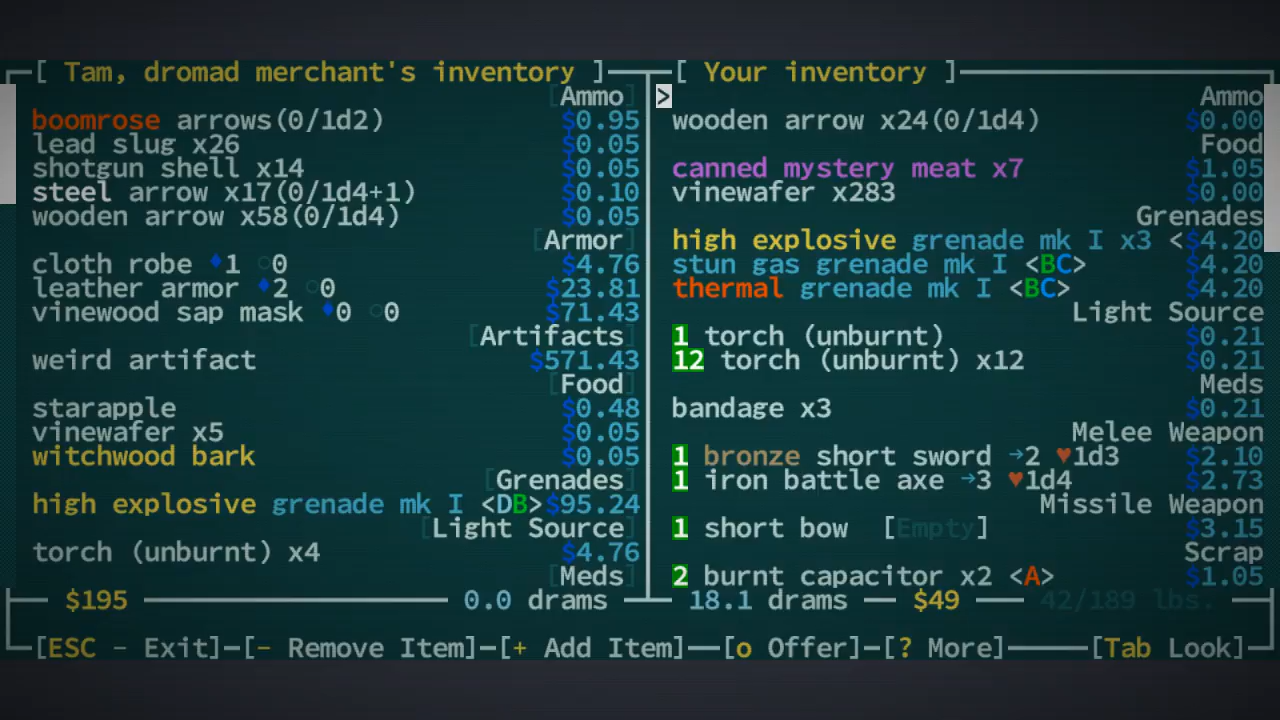 [ Tam, dromad merchant's inventory ]
[Ammo]
boomrose arrows(0/1d2) $0.95
lead slug x26 $0.05
shotgun shell x14 $0.05
steel arrow x17(0/1d4+1) $0.10
wooden arrow x58(0/1d4) $0.05
[Armor]
cloth robe ♦1 ○0 $4.76
leather armor ♦2 ○0 $23.81
vinewood sap mask ♦0 ○0 $71.43
[Artifacts]
weird artifact $571.43
[Food]
starapple $0.48
vinewafer x5 $0.05
witchwood bark $0.05
[Grenades]
high explosive grenade mk I <DB>$95.24
[Light Source]
torch (unburnt) x4 $4.76
[Meds]
$195 0.0 drams
[ Your inventory ]
> Ammo
wooden arrow x24(0/1d4) $0.00
Food
canned mystery meat x7 $1.05
vinewafer x283 $0.00
Grenades
high explosive grenade mk I x3 <$4.20
stun gas grenade mk I <BC> $4.20
thermal grenade mk I <BC> $4.20
Light Source
1 torch (unburnt) $0.21
12 torch (unburnt) x12 $0.21
Meds
bandage x3 $0.21
Melee Weapon
1 bronze short sword →2 ♥1d3 $2.10
1 iron battle axe →3 ♥1d4 $2.73
Missile Weapon
1 short bow [Empty] $3.15
Scrap
2 burnt capacitor x2 <A> $1.05
18.1 drams $49 42/189 lbs.
[ESC - Exit] [- Remove Item] [+ Add Item] [o Offer] [? More] [Tab Look]